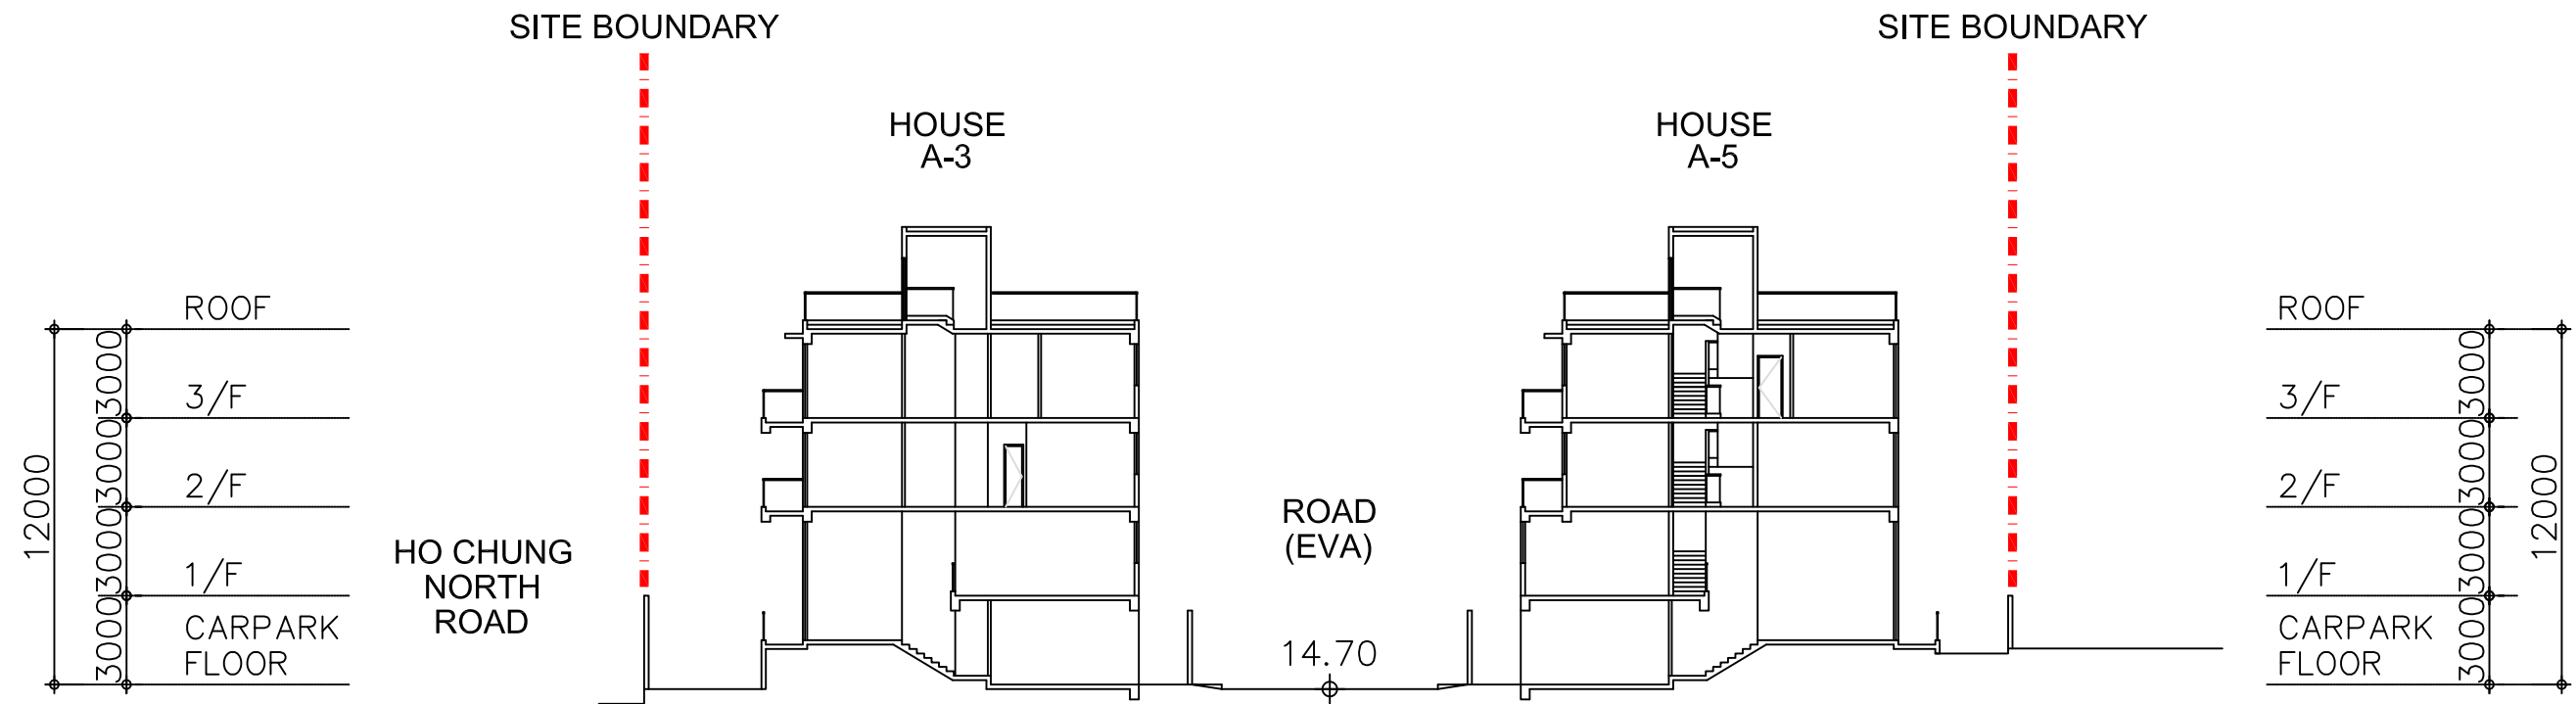 SITE BOUNDARY
SITE BOUNDARY
HOUSE
A-3
HOUSE
A-5
ROOF
3/F
2/F
1/F
CARPARK
FLOOR
3000
3000
3000
3000
12000
HO CHUNG
NORTH
ROAD
ROAD
(EVA)
14.70
ROOF
3/F
2/F
1/F
CARPARK
FLOOR
3000
3000
3000
3000
12000